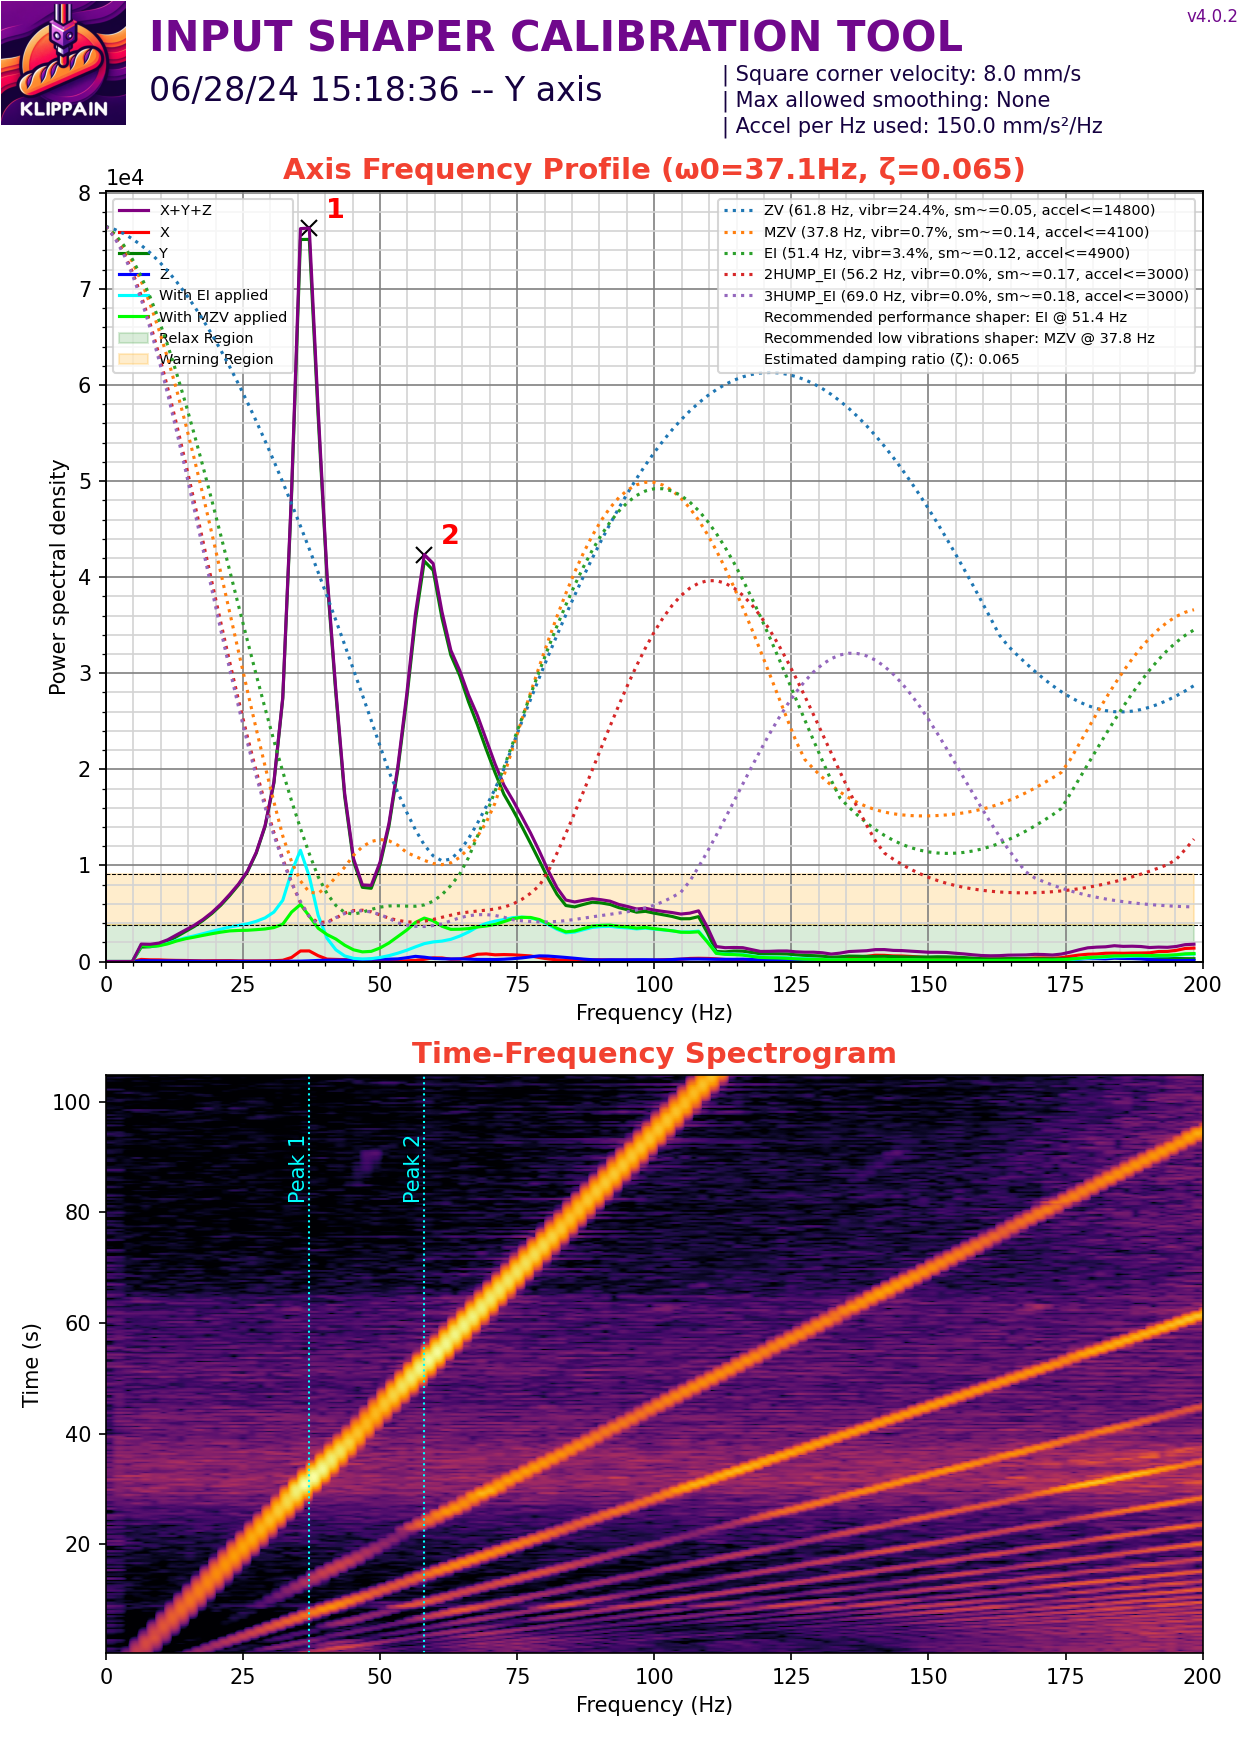 v4.0.2
INPUT SHAPER CALIBRATION TOOL
KLIPPAIN
06/28/24 15:18:36 -- Y axis
| Square corner velocity: 8.0 mm/s
| Max allowed smoothing: None
| Accel per Hz used: 150.0 mm/s²/Hz
Axis Frequency Profile (ω0=37.1Hz, ζ=0.065)
1e4
X+Y+Z
X
Y
Z
With EI applied
With MZV applied
Relax Region
Warning Region
ZV (61.8 Hz, vibr=24.4%, sm~=0.05, accel<=14800)
MZV (37.8 Hz, vibr=0.7%, sm~=0.14, accel<=4100)
EI (51.4 Hz, vibr=3.4%, sm~=0.12, accel<=4900)
2HUMP_EI (56.2 Hz, vibr=0.0%, sm~=0.17, accel<=3000)
3HUMP_EI (69.0 Hz, vibr=0.0%, sm~=0.18, accel<=3000)
Recommended performance shaper: EI @ 51.4 Hz
Recommended low vibrations shaper: MZV @ 37.8 Hz
Estimated damping ratio (ζ): 0.065
1
2
8
7
6
5
4
3
2
1
0
Power spectral density
0 25 50 75 100 125 150 175 200
Frequency (Hz)
Time-Frequency Spectrogram
Peak 1
Peak 2
100
80
60
40
20
Time (s)
0 25 50 75 100 125 150 175 200
Frequency (Hz)